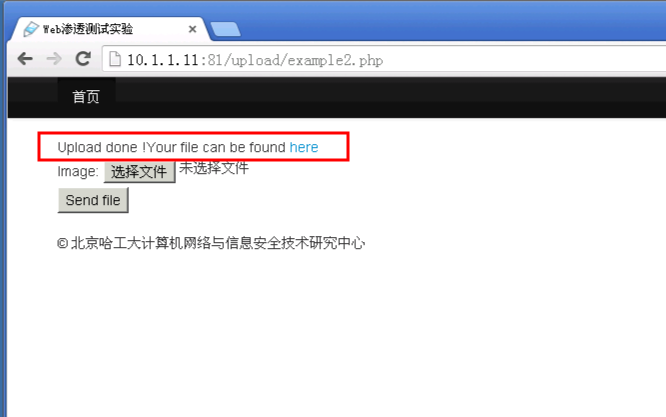 Web渗透测试实验
10.1.1.11:81/upload/example2.php
首页
Upload done !Your file can be found here
Image: 选择文件 未选择文件
Send file
© 北京哈工大计算机网络与信息安全技术研究中心